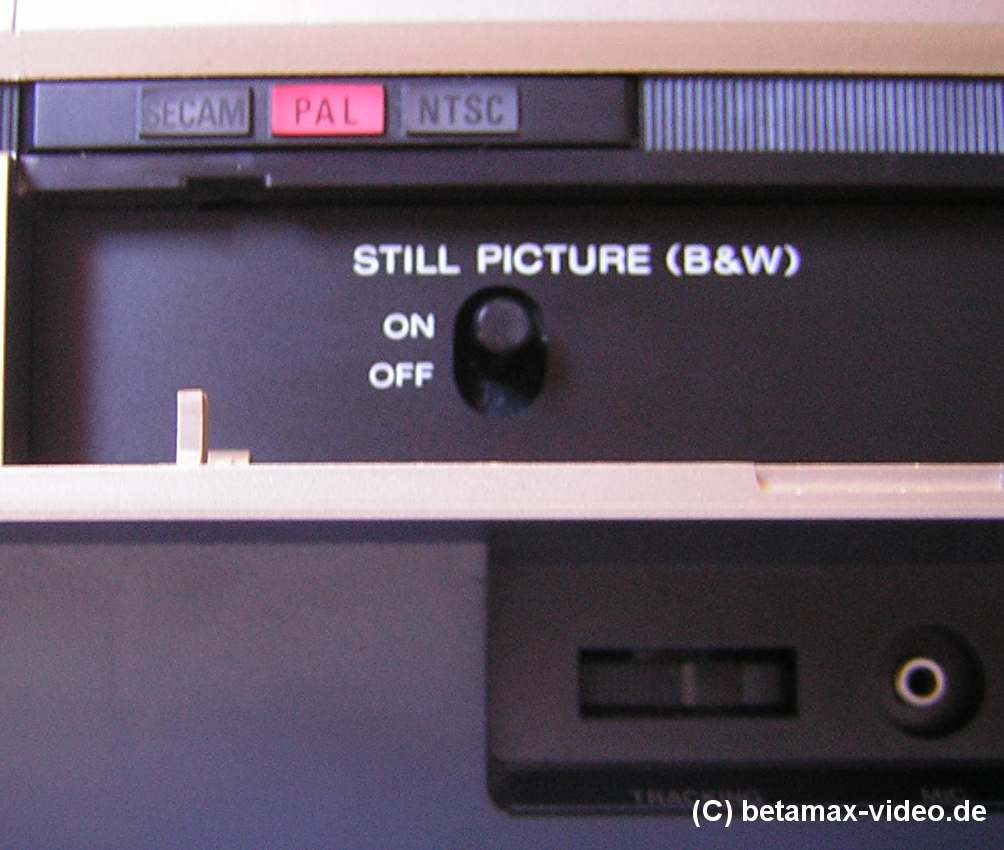 SECAM PAL NTSC
STILL PICTURE (B&W)
ON
OFF
TRACKING MIC
(C) betamax-video.de